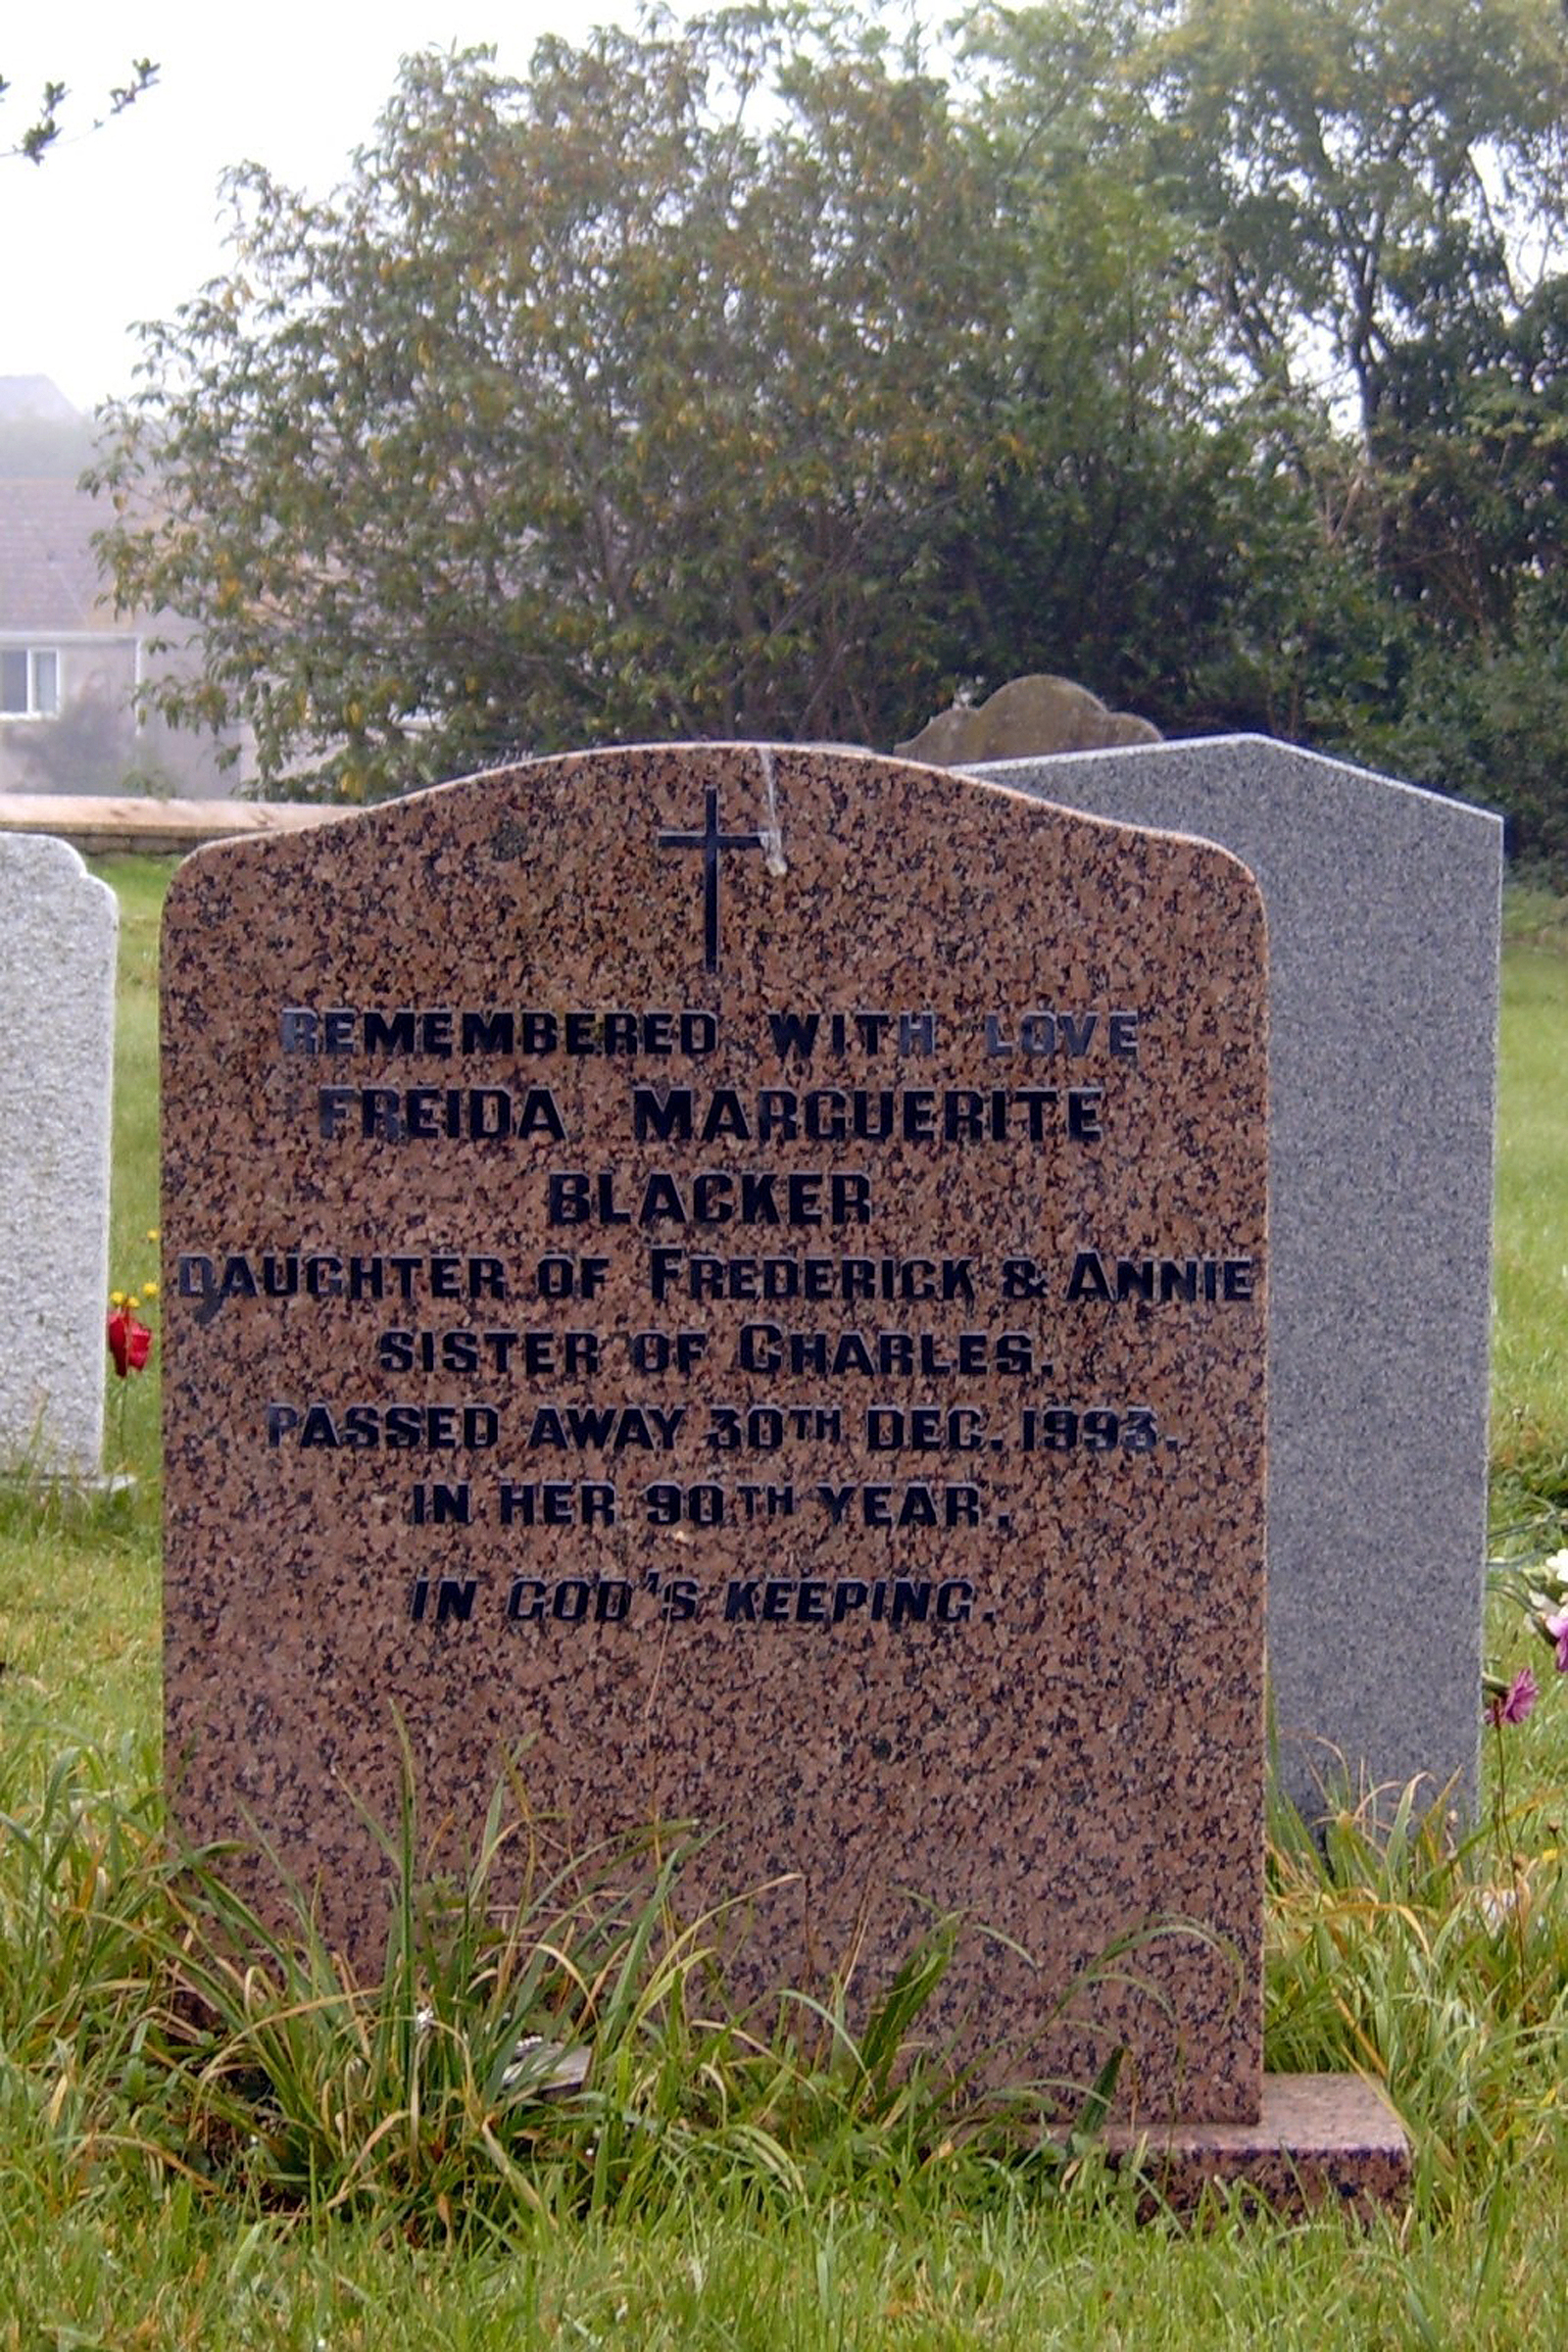 REMEMBERED WITH LOVE
FREIDA MARGUERITE
BLACKER
DAUGHTER OF FREDERICK & ANNIE
SISTER OF CHARLES.
PASSED AWAY 30TH DEC. 1993.
IN HER 90TH YEAR.
IN GOD'S KEEPING.